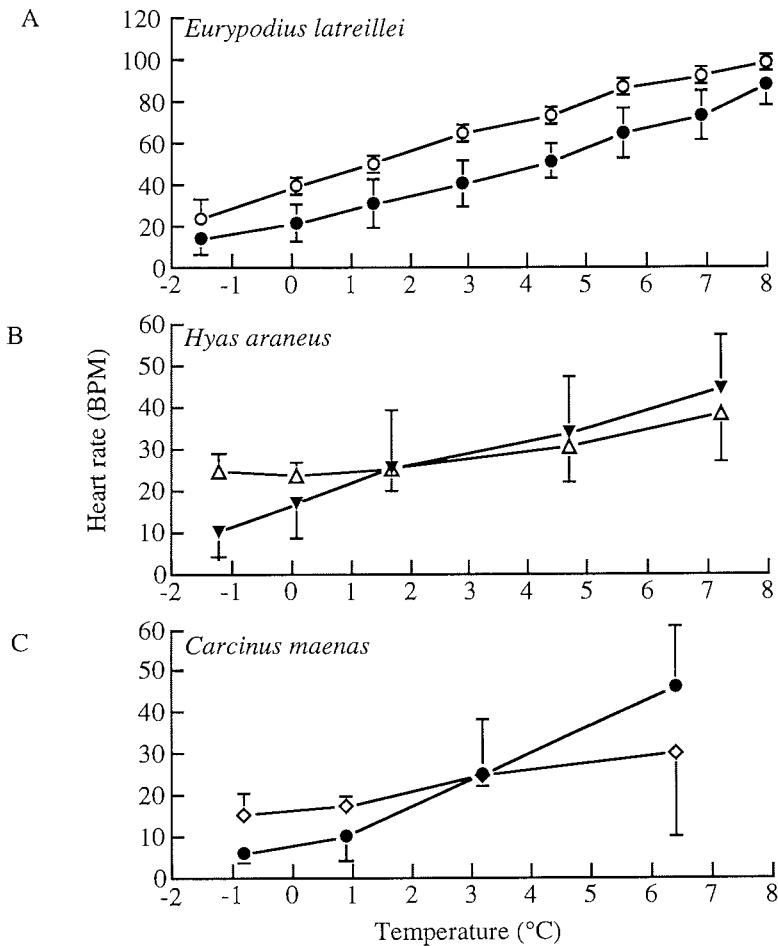 A
Eurypodius latreillei
120
100
80
60
40
20
0
-2 -1 0 1 2 3 4 5 6 7 8
B
Hyas araneus
60
50
40
30
20
10
0
-2 -1 0 1 2 3 4 5 6 7 8
Heart rate (BPM)
C
Carcinus maenas
60
50
40
30
20
10
0
-2 -1 0 1 2 3 4 5 6 7 8
Temperature (°C)